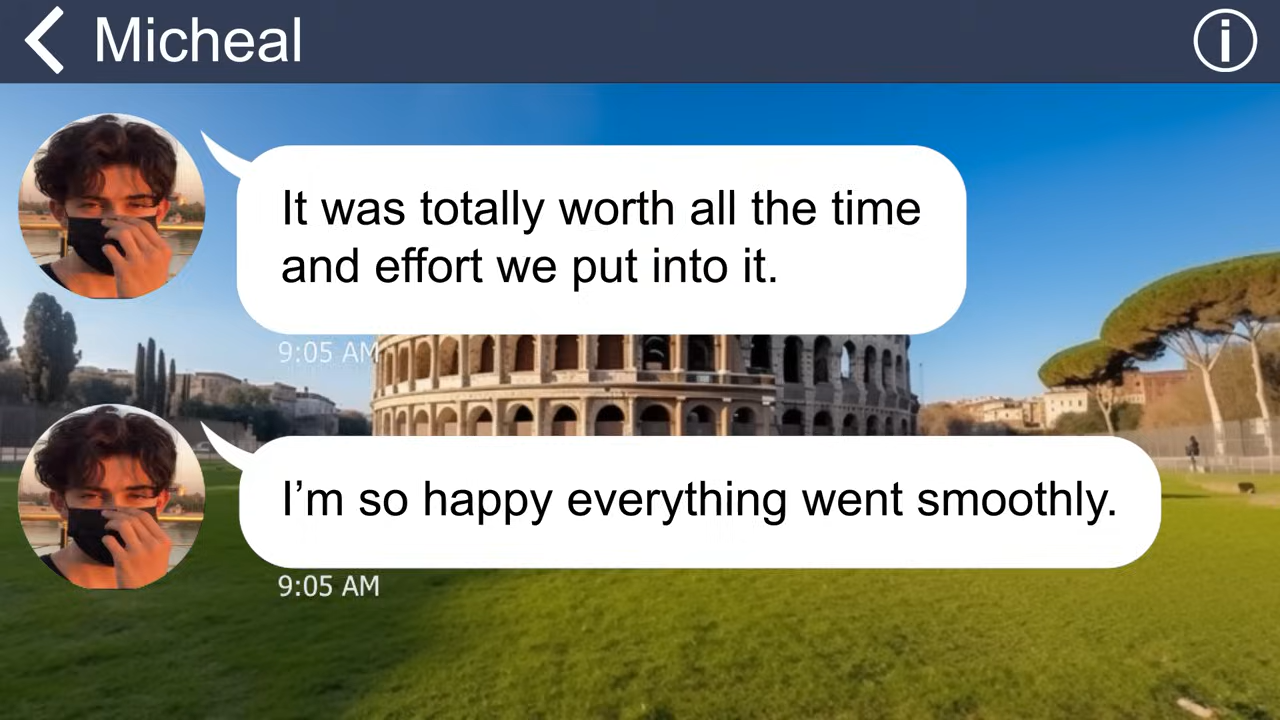 Micheal
It was totally worth all the time
and effort we put into it.
9:05 AM
I’m so happy everything went smoothly.
9:05 AM